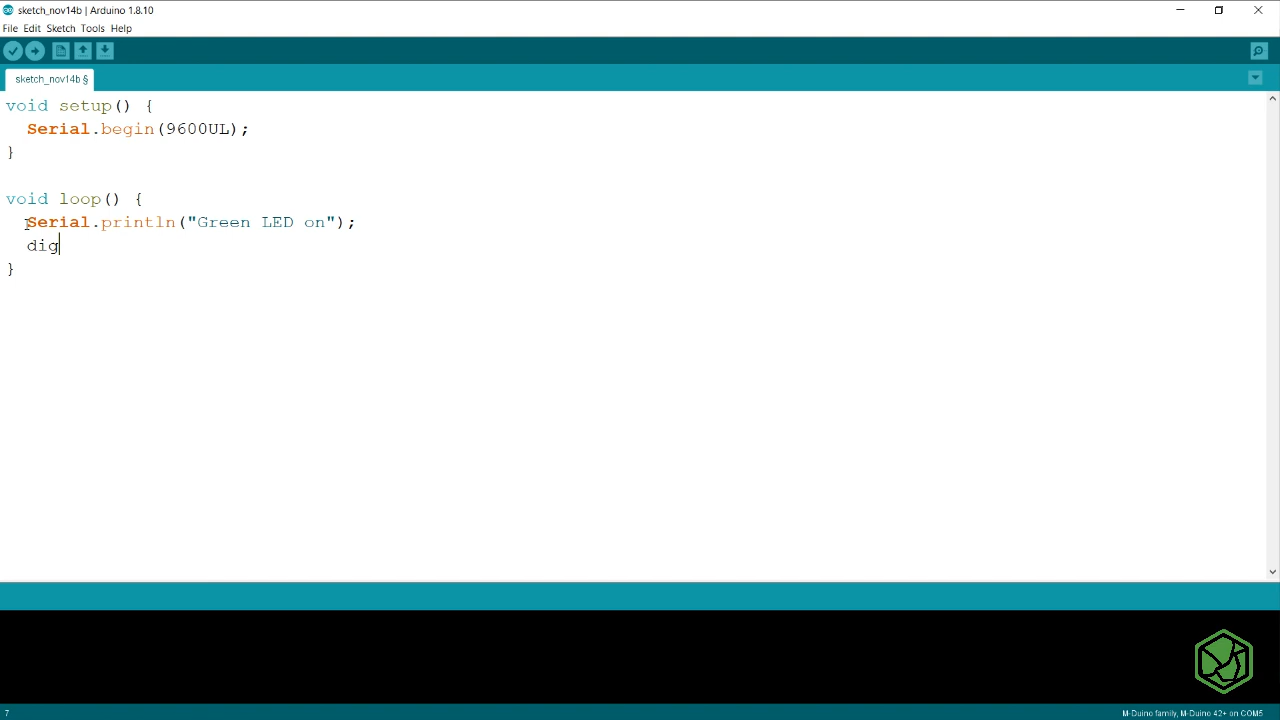 sketch_nov14b | Arduino 1.8.10
File Edit Sketch Tools Help
sketch_nov14b §
void setup() {
  Serial.begin(9600UL);
}
void loop() {
  Serial.println("Green LED on");
  dig
}
7
M-Duino family, M-Duino 42+ on COM5